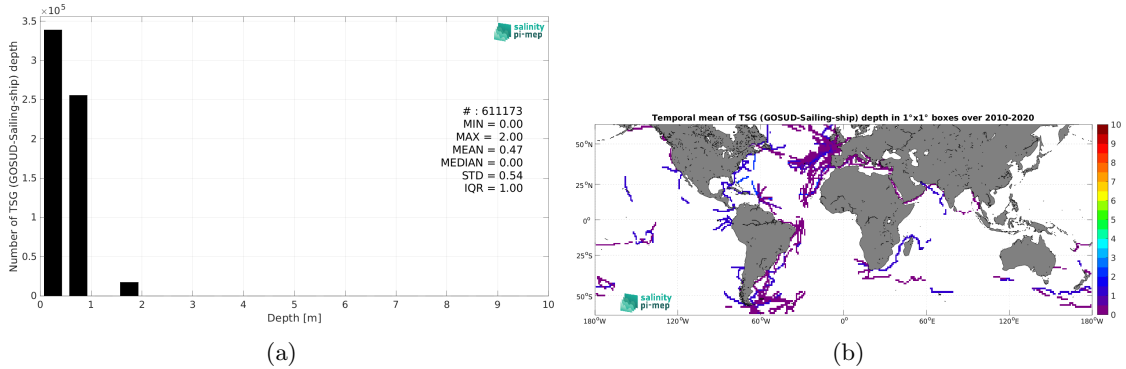 ×10⁵
3.5
3
2.5
2
1.5
1
0.5
0
Number of TSG (GOSUD-Sailing-ship) depth
salinity
pi-mep
# : 611173
MIN = 0.00
MAX = 2.00
MEAN = 0.47
MEDIAN = 0.00
STD = 0.54
IQR = 1.00
0 1 2 3 4 5 6 7 8 9 10
Depth [m]
(a)
Temporal mean of TSG (GOSUD-Sailing-ship) depth in 1°x1° boxes over 2010-2020
50°N
25°N
0°
25°S
50°S
salinity
pi-mep
180°W 120°W 60°W 0° 60°E 120°E 180°E
10
9
8
7
6
5
4
3
2
1
0
(b)